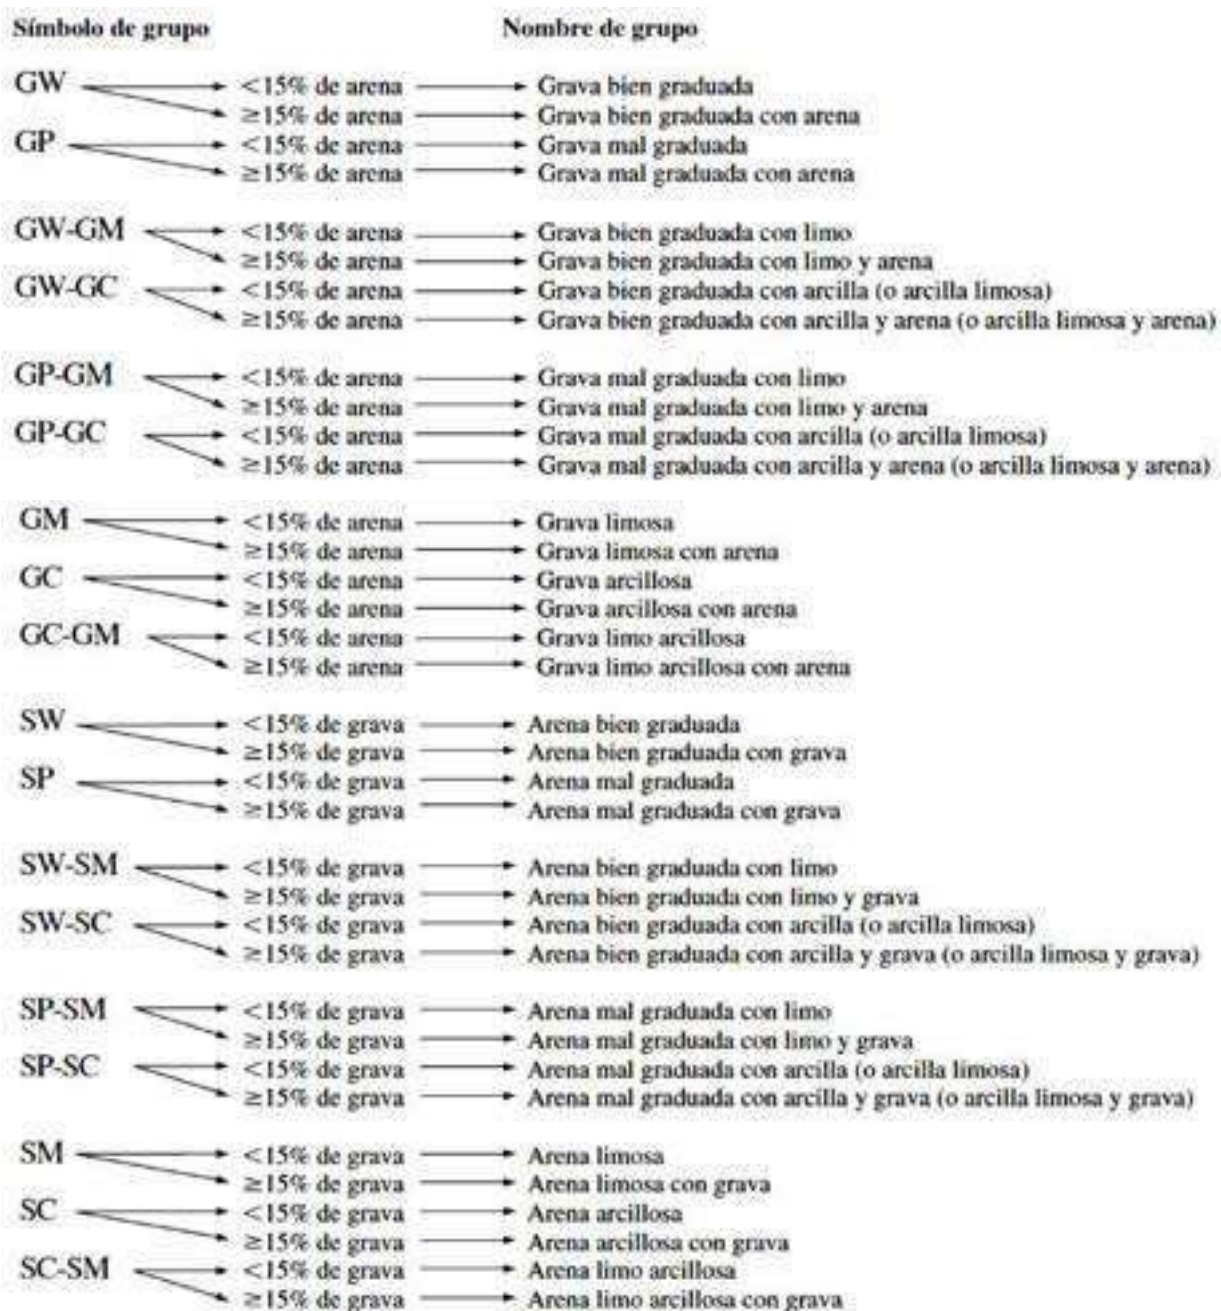 Símbolo de grupo Nombre de grupo
GW <15% de arena Grava bien graduada
≥15% de arena Grava bien graduada con arena
GP <15% de arena Grava mal graduada
≥15% de arena Grava mal graduada con arena
GW-GM <15% de arena Grava bien graduada con limo
≥15% de arena Grava bien graduada con limo y arena
GW-GC <15% de arena Grava bien graduada con arcilla (o arcilla limosa)
≥15% de arena Grava bien graduada con arcilla y arena (o arcilla limosa y arena)
GP-GM <15% de arena Grava mal graduada con limo
≥15% de arena Grava mal graduada con limo y arena
GP-GC <15% de arena Grava mal graduada con arcilla (o arcilla limosa)
≥15% de arena Grava mal graduada con arcilla y arena (o arcilla limosa y arena)
GM <15% de arena Grava limosa
≥15% de arena Grava limosa con arena
GC <15% de arena Grava arcillosa
≥15% de arena Grava arcillosa con arena
GC-GM <15% de arena Grava limo arcillosa
≥15% de arena Grava limo arcillosa con arena
SW <15% de grava Arena bien graduada
≥15% de grava Arena bien graduada con grava
SP <15% de grava Arena mal graduada
≥15% de grava Arena mal graduada con grava
SW-SM <15% de grava Arena bien graduada con limo
≥15% de grava Arena bien graduada con limo y grava
SW-SC <15% de grava Arena bien graduada con arcilla (o arcilla limosa)
≥15% de grava Arena bien graduada con arcilla y grava (o arcilla limosa y grava)
SP-SM <15% de grava Arena mal graduada con limo
≥15% de grava Arena mal graduada con limo y grava
SP-SC <15% de grava Arena mal graduada con arcilla (o arcilla limosa)
≥15% de grava Arena mal graduada con arcilla y grava (o arcilla limosa y grava)
SM <15% de grava Arena limosa
≥15% de grava Arena limosa con grava
SC <15% de grava Arena arcillosa
≥15% de grava Arena arcillosa con grava
SC-SM <15% de grava Arena limo arcillosa
≥15% de grava Arena limo arcillosa con grava